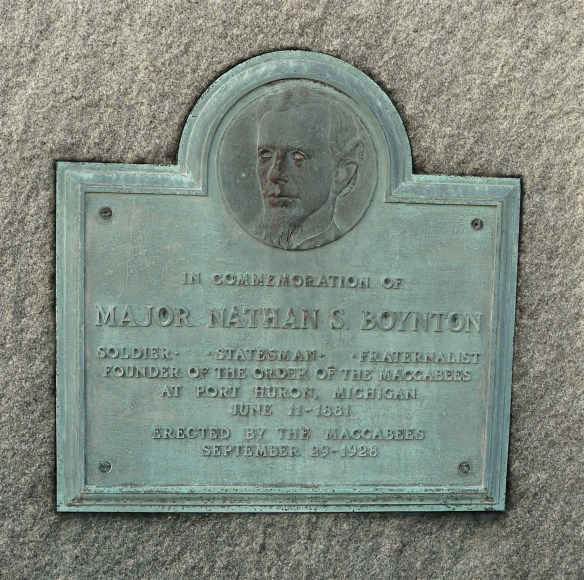 IN COMMEMORATION OF
MAJOR NATHAN S. BOYNTON
SOLDIER· ·STATESMAN· ·FRATERNALIST
FOUNDER OF THE ORDER OF THE MACCABEES
AT PORT HURON, MICHIGAN
JUNE 11-1881
ERECTED BY THE MACCABEES
SEPTEMBER 29-1928